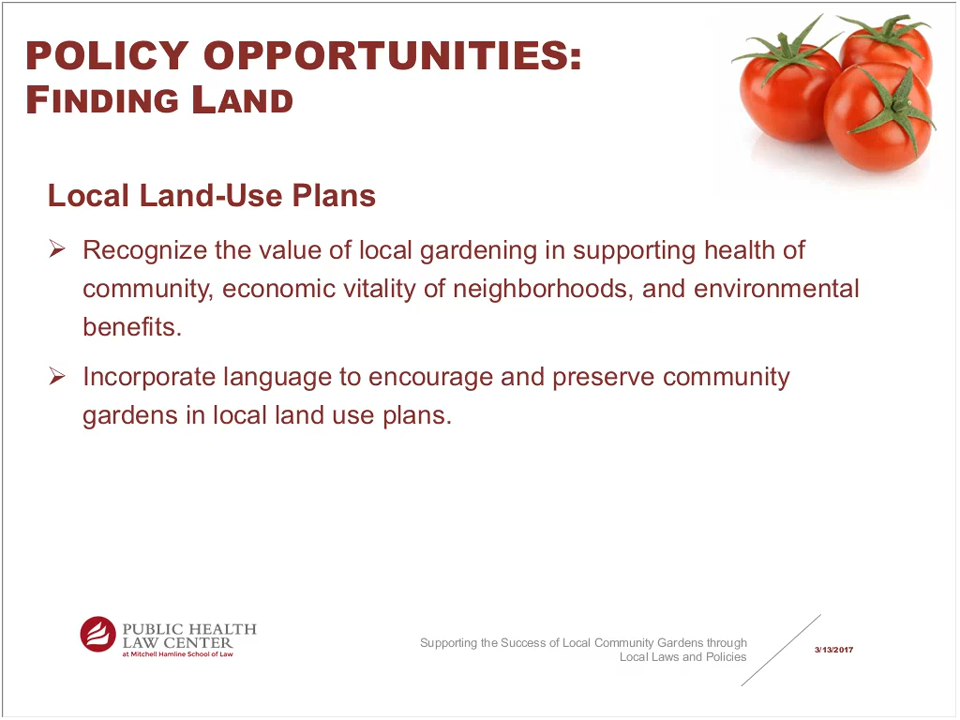 POLICY OPPORTUNITIES:
FINDING LAND
Local Land-Use Plans
➢ Recognize the value of local gardening in supporting health of
community, economic vitality of neighborhoods, and environmental
benefits.
➢ Incorporate language to encourage and preserve community
gardens in local land use plans.
PUBLIC HEALTH
LAW CENTER
at Mitchell Hamline School of Law
Supporting the Success of Local Community Gardens through
Local Laws and Policies
3/13/2017